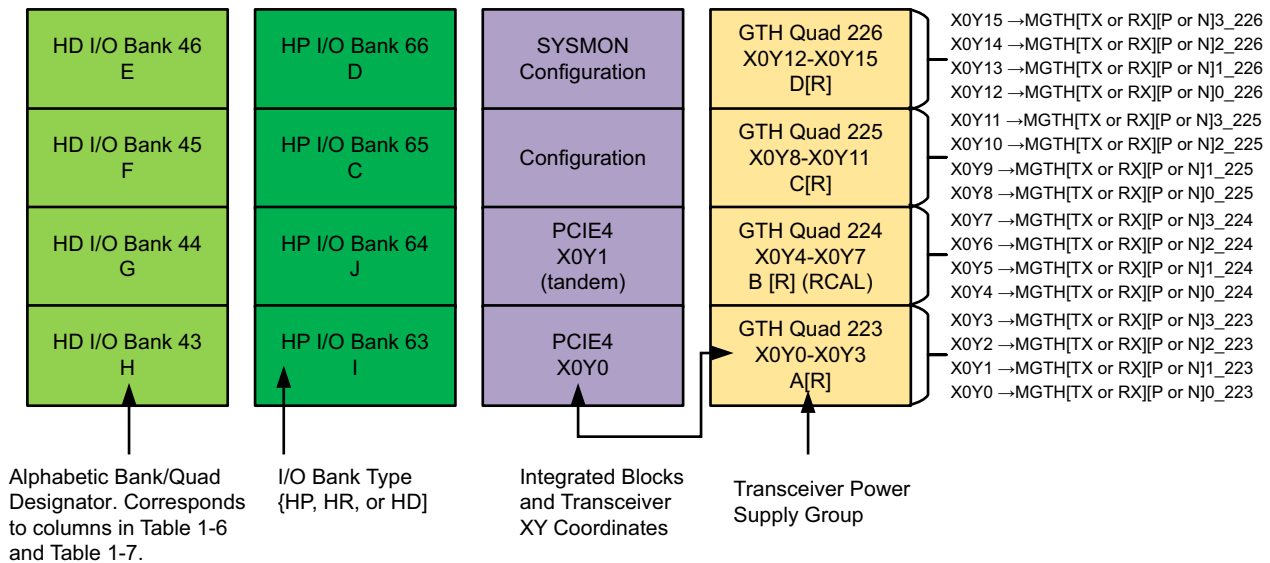 HD I/O Bank 46
E
HP I/O Bank 66
D
SYSMON
Configuration
GTH Quad 226
X0Y12-X0Y15
D[R]
X0Y15 →MGTH[TX or RX][P or N]3_226
X0Y14 →MGTH[TX or RX][P or N]2_226
X0Y13 →MGTH[TX or RX][P or N]1_226
X0Y12 →MGTH[TX or RX][P or N]0_226
HD I/O Bank 45
F
HP I/O Bank 65
C
Configuration
GTH Quad 225
X0Y8-X0Y11
C[R]
X0Y11 →MGTH[TX or RX][P or N]3_225
X0Y10 →MGTH[TX or RX][P or N]2_225
X0Y9 →MGTH[TX or RX][P or N]1_225
X0Y8 →MGTH[TX or RX][P or N]0_225
HD I/O Bank 44
G
HP I/O Bank 64
J
PCIE4
X0Y1
(tandem)
GTH Quad 224
X0Y4-X0Y7
B [R] (RCAL)
X0Y7 →MGTH[TX or RX][P or N]3_224
X0Y6 →MGTH[TX or RX][P or N]2_224
X0Y5 →MGTH[TX or RX][P or N]1_224
X0Y4 →MGTH[TX or RX][P or N]0_224
HD I/O Bank 43
H
HP I/O Bank 63
I
PCIE4
X0Y0
GTH Quad 223
X0Y0-X0Y3
A[R]
X0Y3 →MGTH[TX or RX][P or N]3_223
X0Y2 →MGTH[TX or RX][P or N]2_223
X0Y1 →MGTH[TX or RX][P or N]1_223
X0Y0 →MGTH[TX or RX][P or N]0_223
Alphabetic Bank/Quad
Designator. Corresponds
to columns in Table 1-6
and Table 1-7.
I/O Bank Type
{HP, HR, or HD]
Integrated Blocks
and Transceiver
XY Coordinates
Transceiver Power
Supply Group